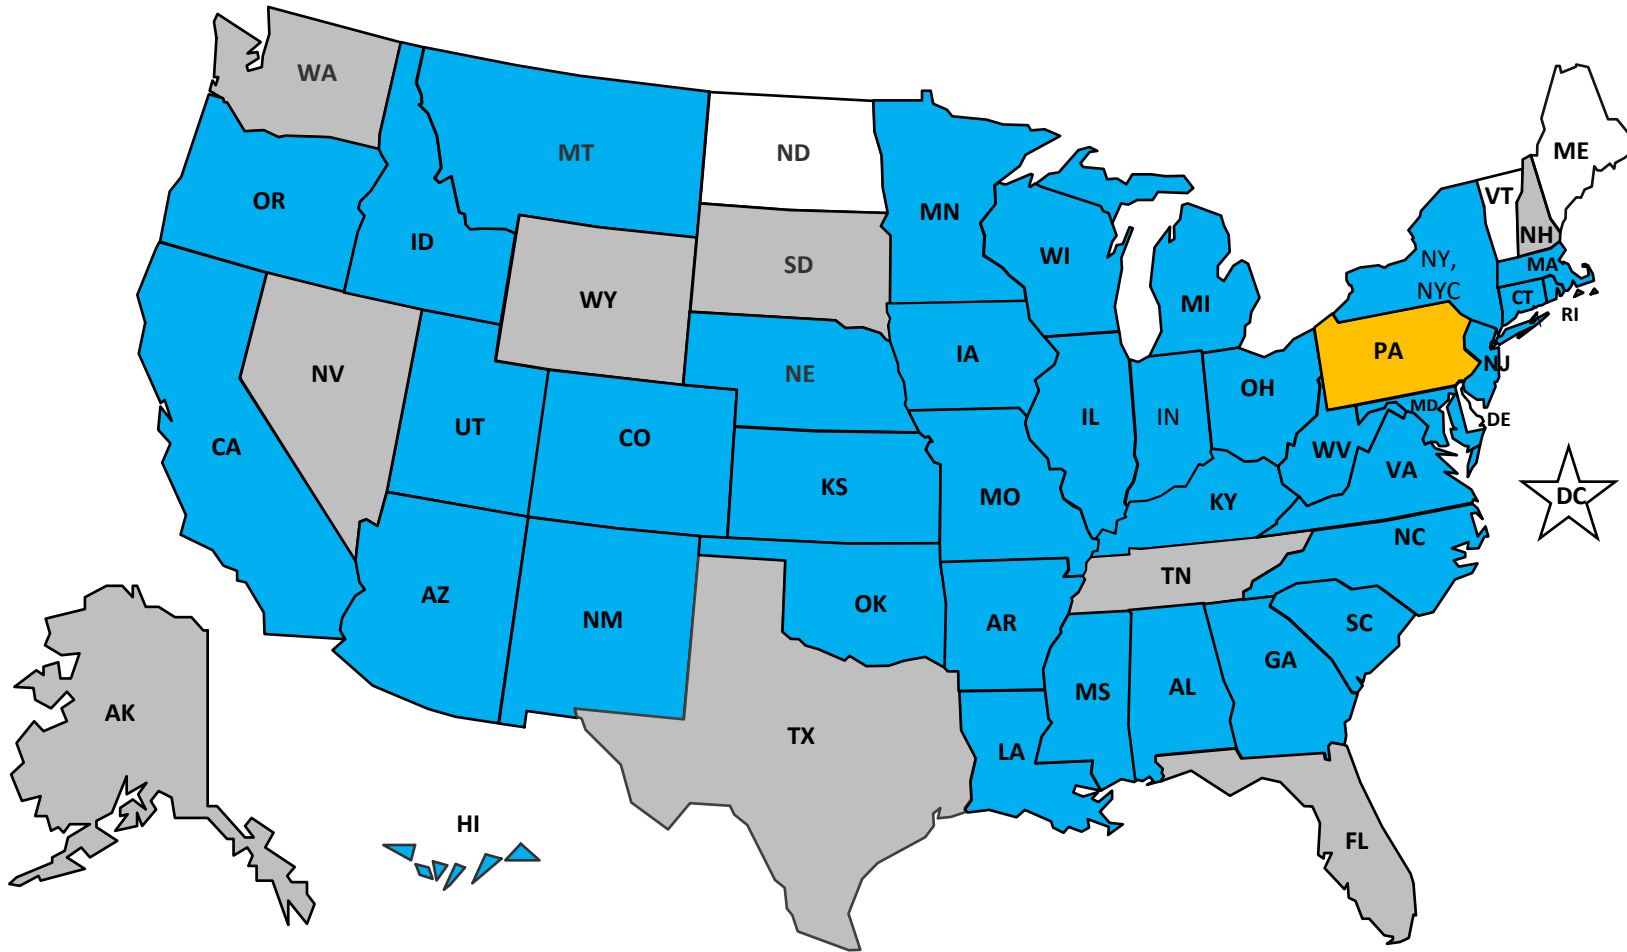 WA
MT
ND
ME
OR
VT
MN
ID
NH
WI
NY,
SD
MA
NYC
WY
MI
CT
RI
IA
PA
NV
NE
NJ
OH
MD
IL
IN
DE
UT
CO
CA
WV
VA
KS
MO
KY
DC
NC
TN
AZ
OK
NM
AR
SC
GA
MS
AL
AK
TX
LA
HI
FL